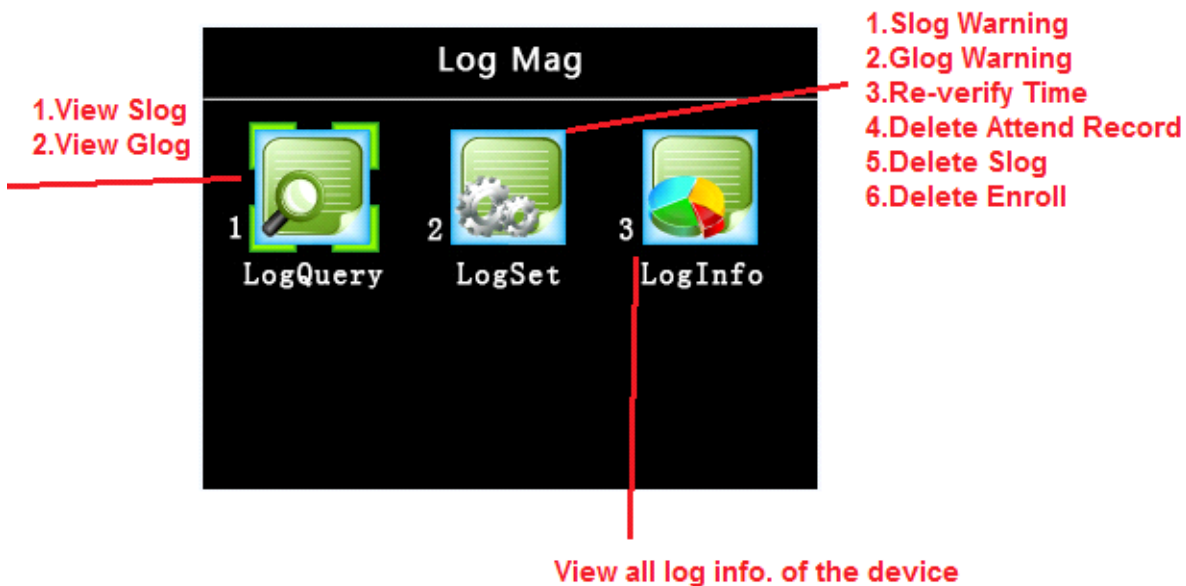 Log Mag
1.View Slog
2.View Glog
1.Slog Warning
2.Glog Warning
3.Re-verify Time
4.Delete Attend Record
5.Delete Slog
6.Delete Enroll
1 2 3
LogQuery LogSet LogInfo
View all log info. of the device